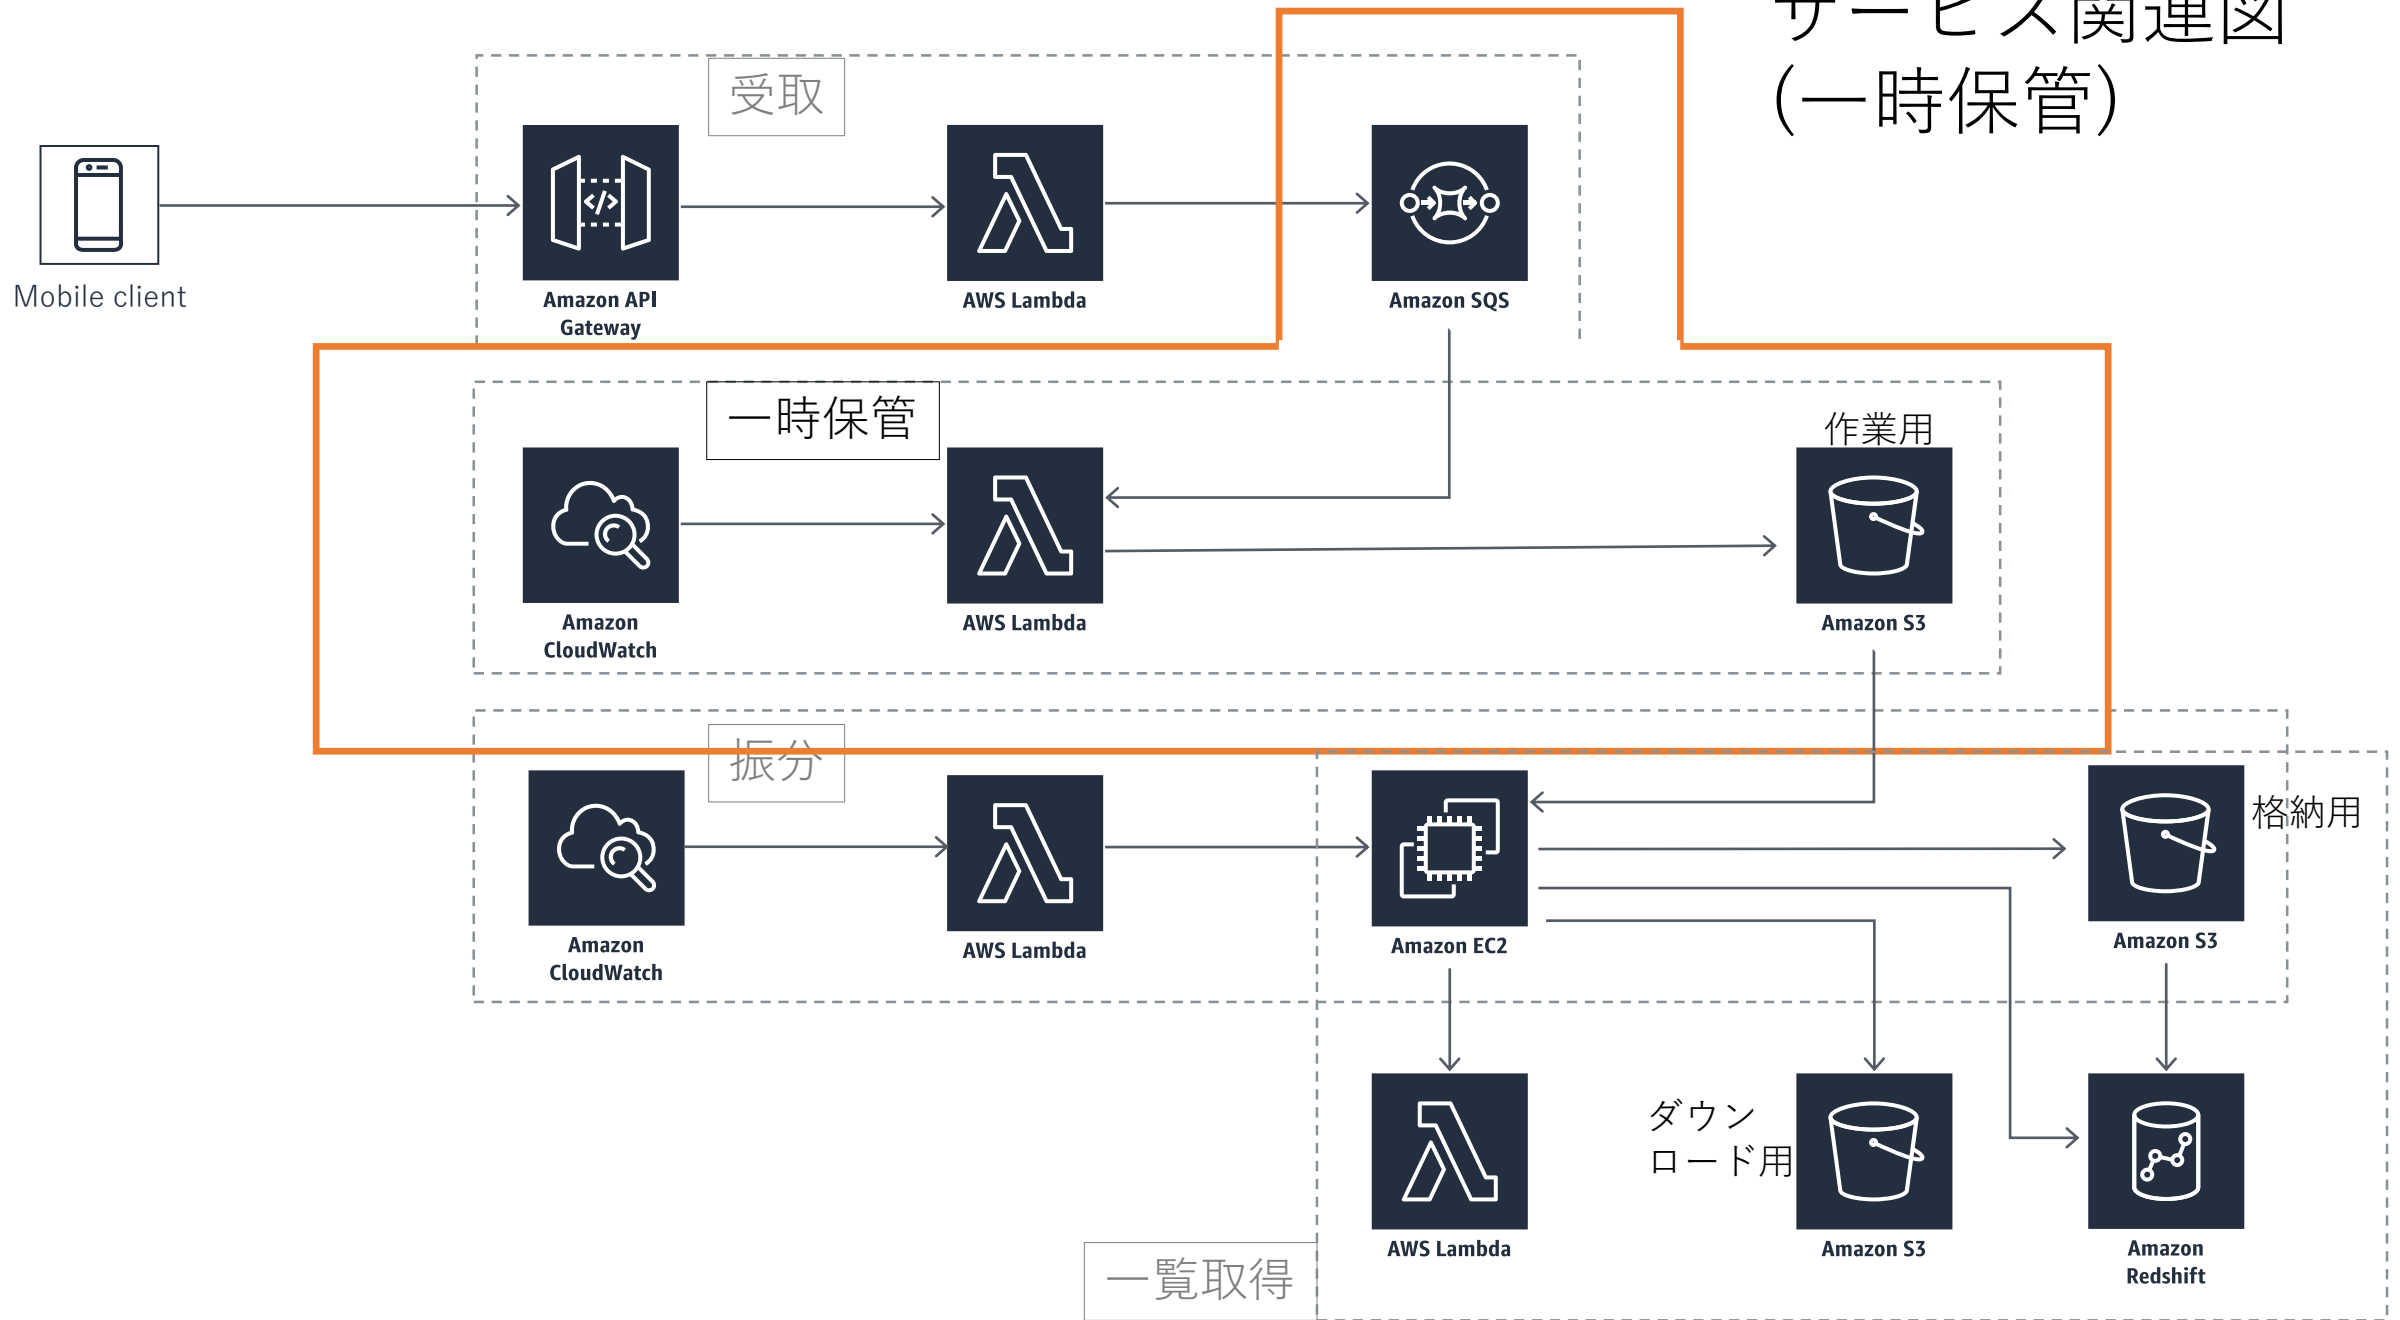 サービス関連図
(一時保管)
受取
Mobile client
Amazon API
Gateway
AWS Lambda
Amazon SQS
一時保管
作業用
Amazon
CloudWatch
AWS Lambda
Amazon S3
振分
格納用
Amazon
CloudWatch
AWS Lambda
Amazon EC2
Amazon S3
ダウン
ロード用
AWS Lambda
Amazon S3
Amazon
Redshift
一覧取得